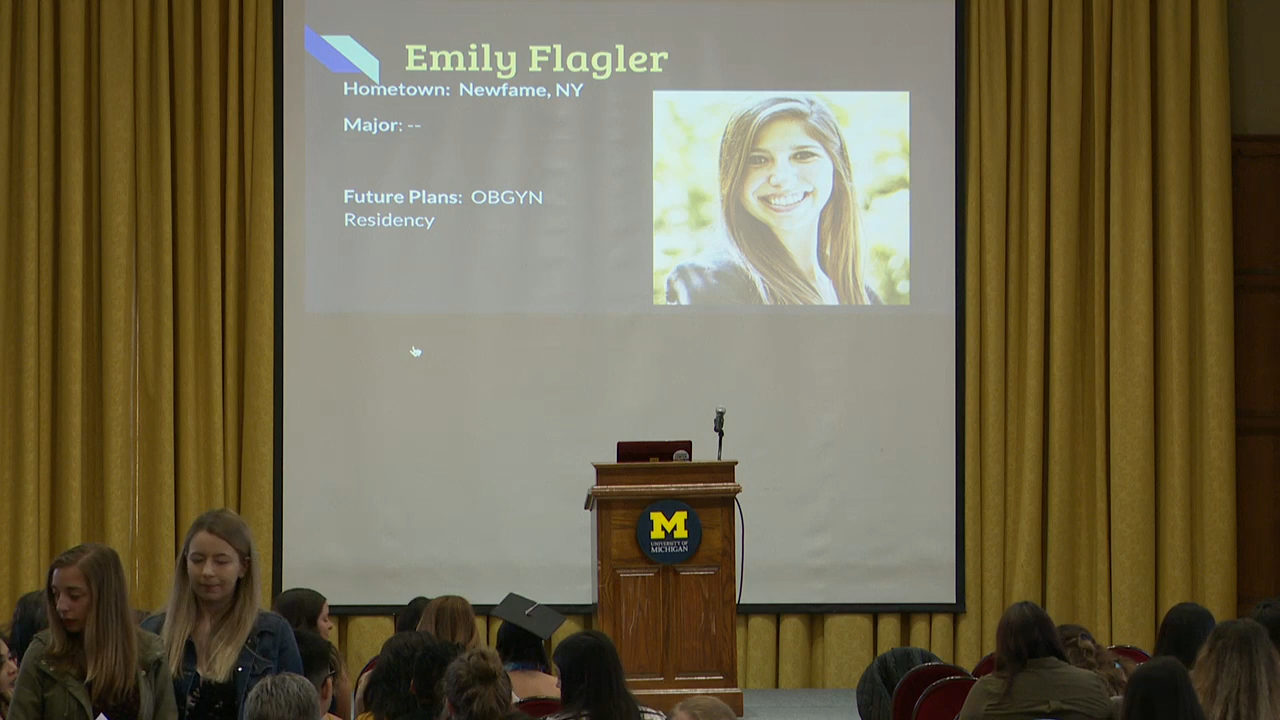 Emily Flagler
Hometown: Newfame, NY
Major: --
Future Plans: OBGYN
Residency
M
UNIVERSITY OF
MICHIGAN